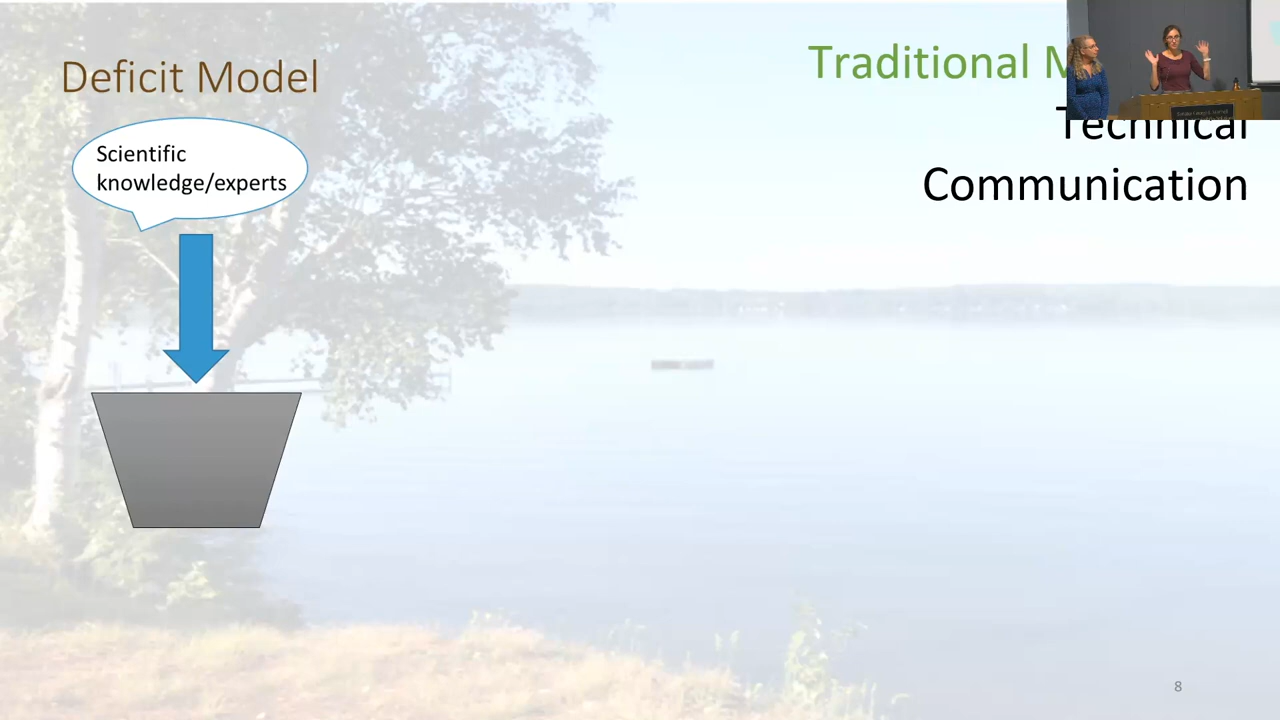 Deficit Model
Scientific
knowledge/experts
Traditional
Technical
Communication
8